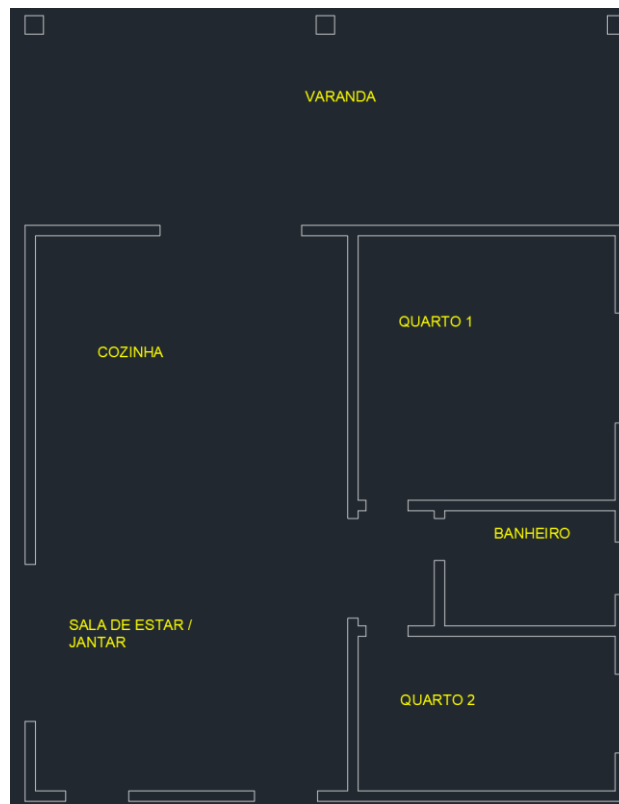 VARANDA
QUARTO 1
COZINHA
BANHEIRO
SALA DE ESTAR /
JANTAR
QUARTO 2